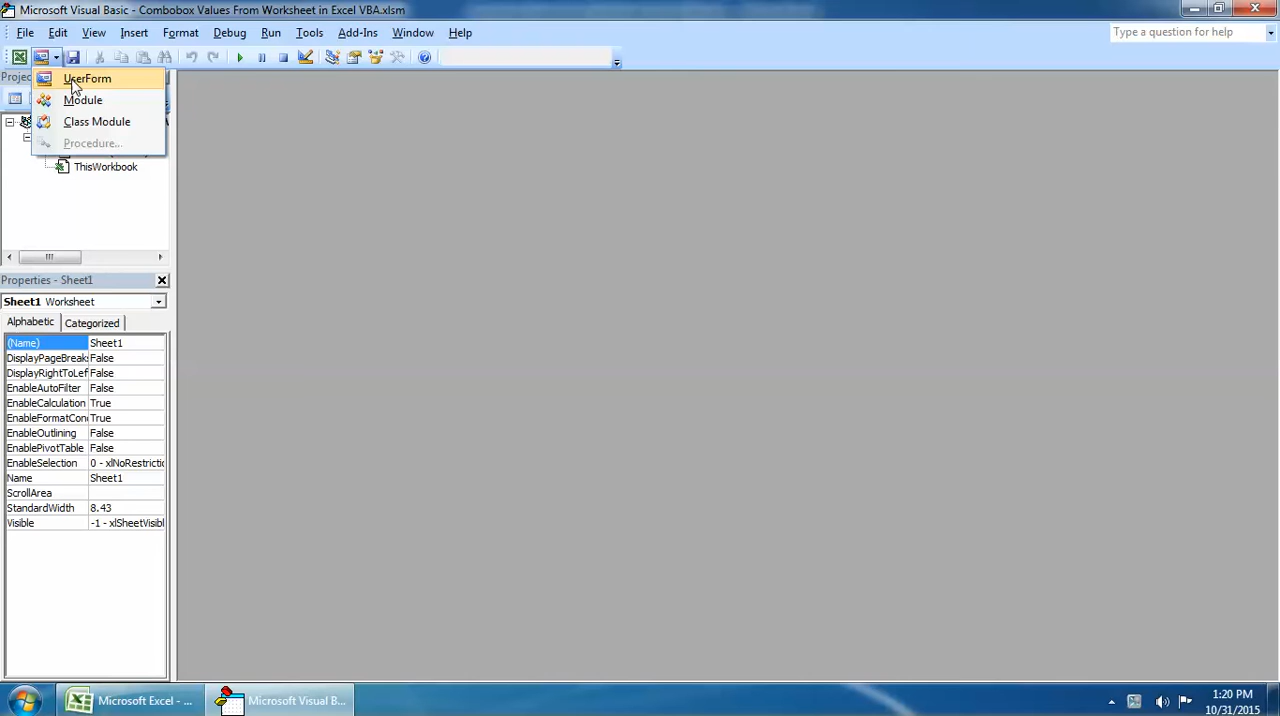 Microsoft Visual Basic - Combobox Values From Worksheet in Excel VBA.xlsm
File Edit View Insert Format Debug Run Tools Add-Ins Window Help
Type a question for help
Projec
UserForm
Module
Class Module
Procedure...
ThisWorkbook
Properties - Sheet1
Sheet1 Worksheet
Alphabetic Categorized
(Name) Sheet1
DisplayPageBreaks False
DisplayRightToLef False
EnableAutoFilter False
EnableCalculation True
EnableFormatCon True
EnableOutlining False
EnablePivotTable False
EnableSelection 0 - xlNoRestrictio
Name Sheet1
ScrollArea
StandardWidth 8.43
Visible -1 - xlSheetVisibl
Microsoft Excel - ...
Microsoft Visual B...
1:20 PM
10/31/2015